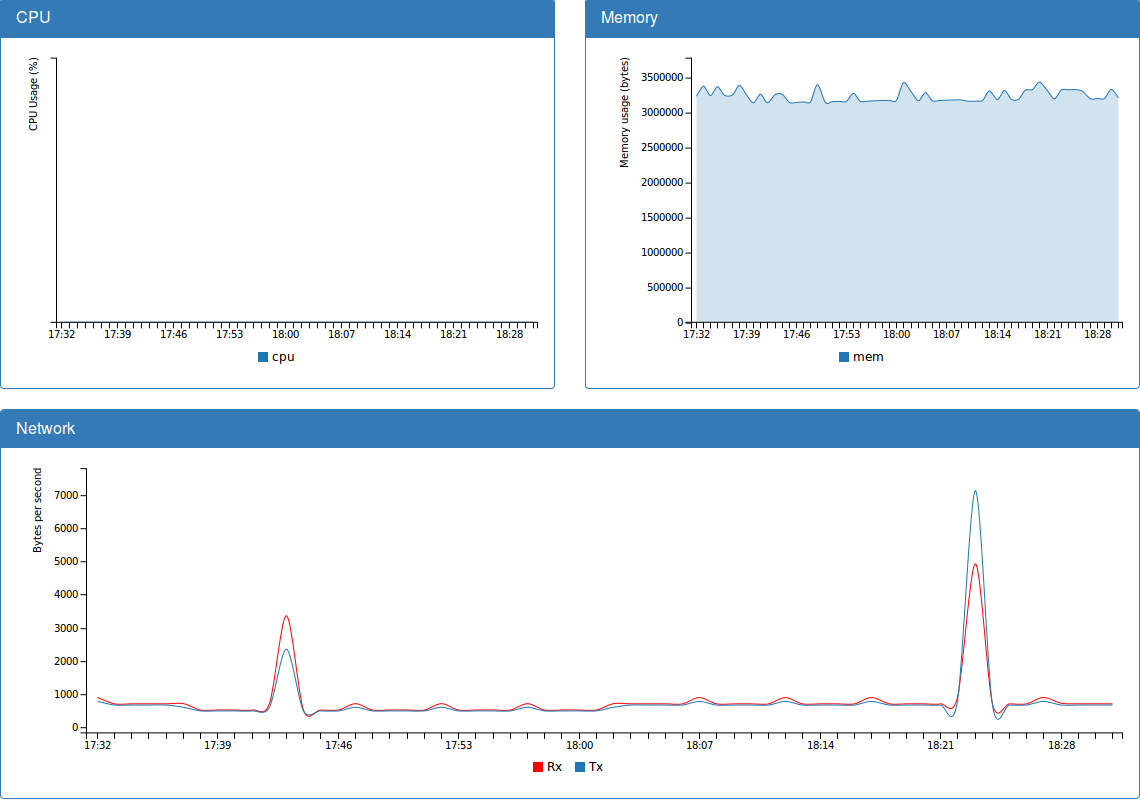 CPU
CPU Usage (%)
17:32 17:39 17:46 17:53 18:00 18:07 18:14 18:21 18:28
cpu
Memory
Memory usage (bytes)
3500000
3000000
2500000
2000000
1500000
1000000
500000
0
17:32 17:39 17:46 17:53 18:00 18:07 18:14 18:21 18:28
mem
Network
Bytes per second
7000
6000
5000
4000
3000
2000
1000
0
17:32 17:39 17:46 17:53 18:00 18:07 18:14 18:21 18:28
Rx Tx